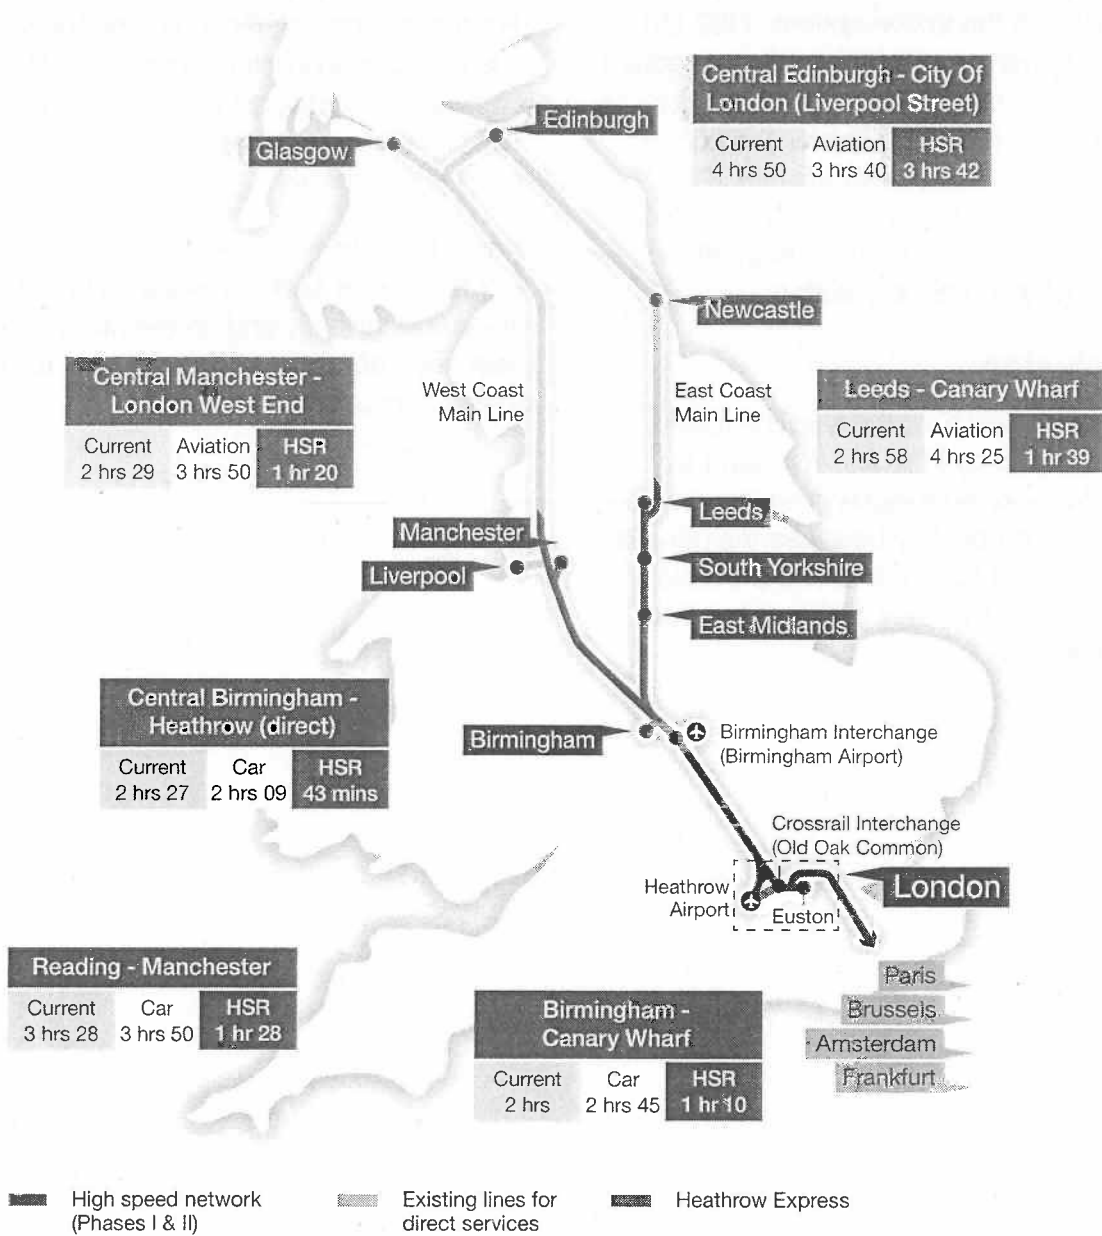 Central Edinburgh - City Of
London (Liverpool Street)
Current Aviation HSR
4 hrs 50 3 hrs 40 3 hrs 42
Edinburgh
Glasgow
Newcastle
Central Manchester -
London West End
Current Aviation HSR
2 hrs 29 3 hrs 50 1 hr 20
West Coast
Main Line
East Coast
Main Line
Leeds - Canary Wharf
Current Aviation HSR
2 hrs 58 4 hrs 25 1 hr 39
Leeds
Manchester
Liverpool
South Yorkshire
East Midlands
Central Birmingham -
Heathrow (direct)
Current Car HSR
2 hrs 27 2 hrs 09 43 mins
Birmingham
Birmingham Interchange
(Birmingham Airport)
Crossrail Interchange
(Old Oak Common)
Heathrow
Airport
Euston
London
Reading - Manchester
Current Car HSR
3 hrs 28 3 hrs 50 1 hr 28
Birmingham -
Canary Wharf
Current Car HSR
2 hrs 2 hrs 45 1 hr 10
Paris
Brussels
Amsterdam
Frankfurt
High speed network
(Phases I & II)
Existing lines for
direct services
Heathrow Express